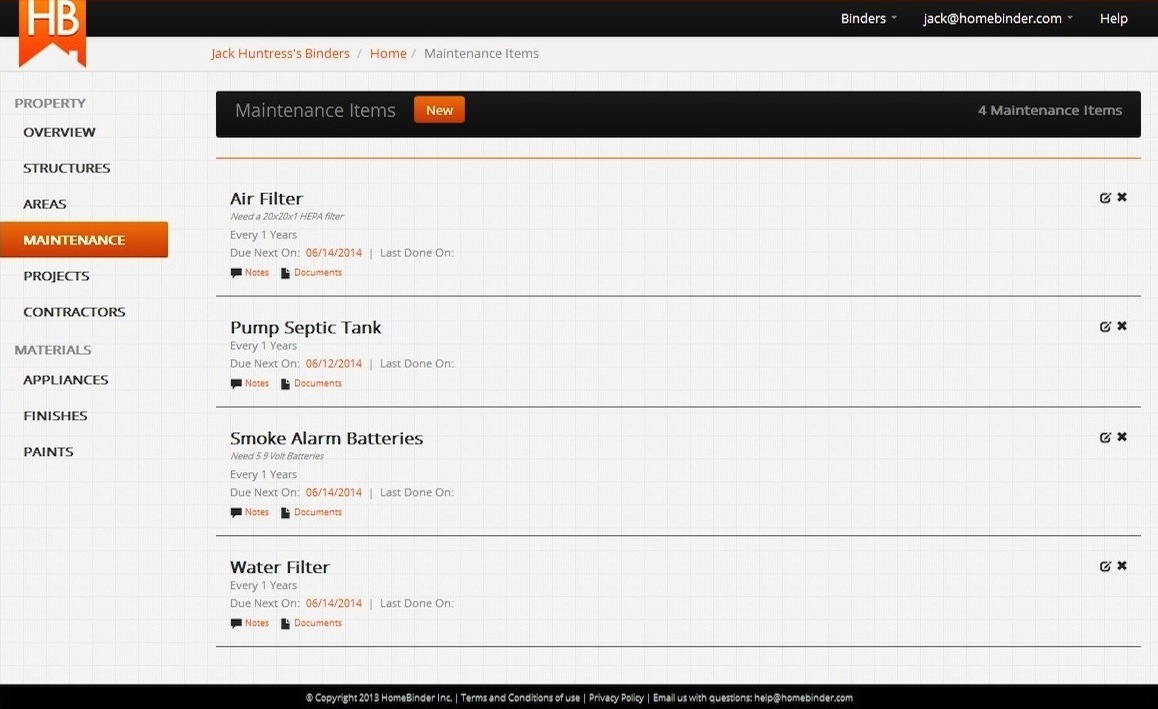 HB
Binders jack@homebinder.com Help
Jack Huntress's Binders / Home / Maintenance Items
PROPERTY
OVERVIEW
STRUCTURES
AREAS
MAINTENANCE
PROJECTS
CONTRACTORS
MATERIALS
APPLIANCES
FINISHES
PAINTS
Maintenance Items New 4 Maintenance Items
Air Filter
Need a 20x20x1 HEPA filter
Every 1 Years
Due Next On: 06/14/2014 | Last Done On:
Notes Documents
Pump Septic Tank
Every 1 Years
Due Next On: 06/12/2014 | Last Done On:
Notes Documents
Smoke Alarm Batteries
Need 5 9 Volt Batteries
Every 1 Years
Due Next On: 06/14/2014 | Last Done On:
Notes Documents
Water Filter
Every 1 Years
Due Next On: 06/14/2014 | Last Done On:
Notes Documents
© Copyright 2013 HomeBinder Inc. | Terms and Conditions of use | Privacy Policy | Email us with questions: help@homebinder.com